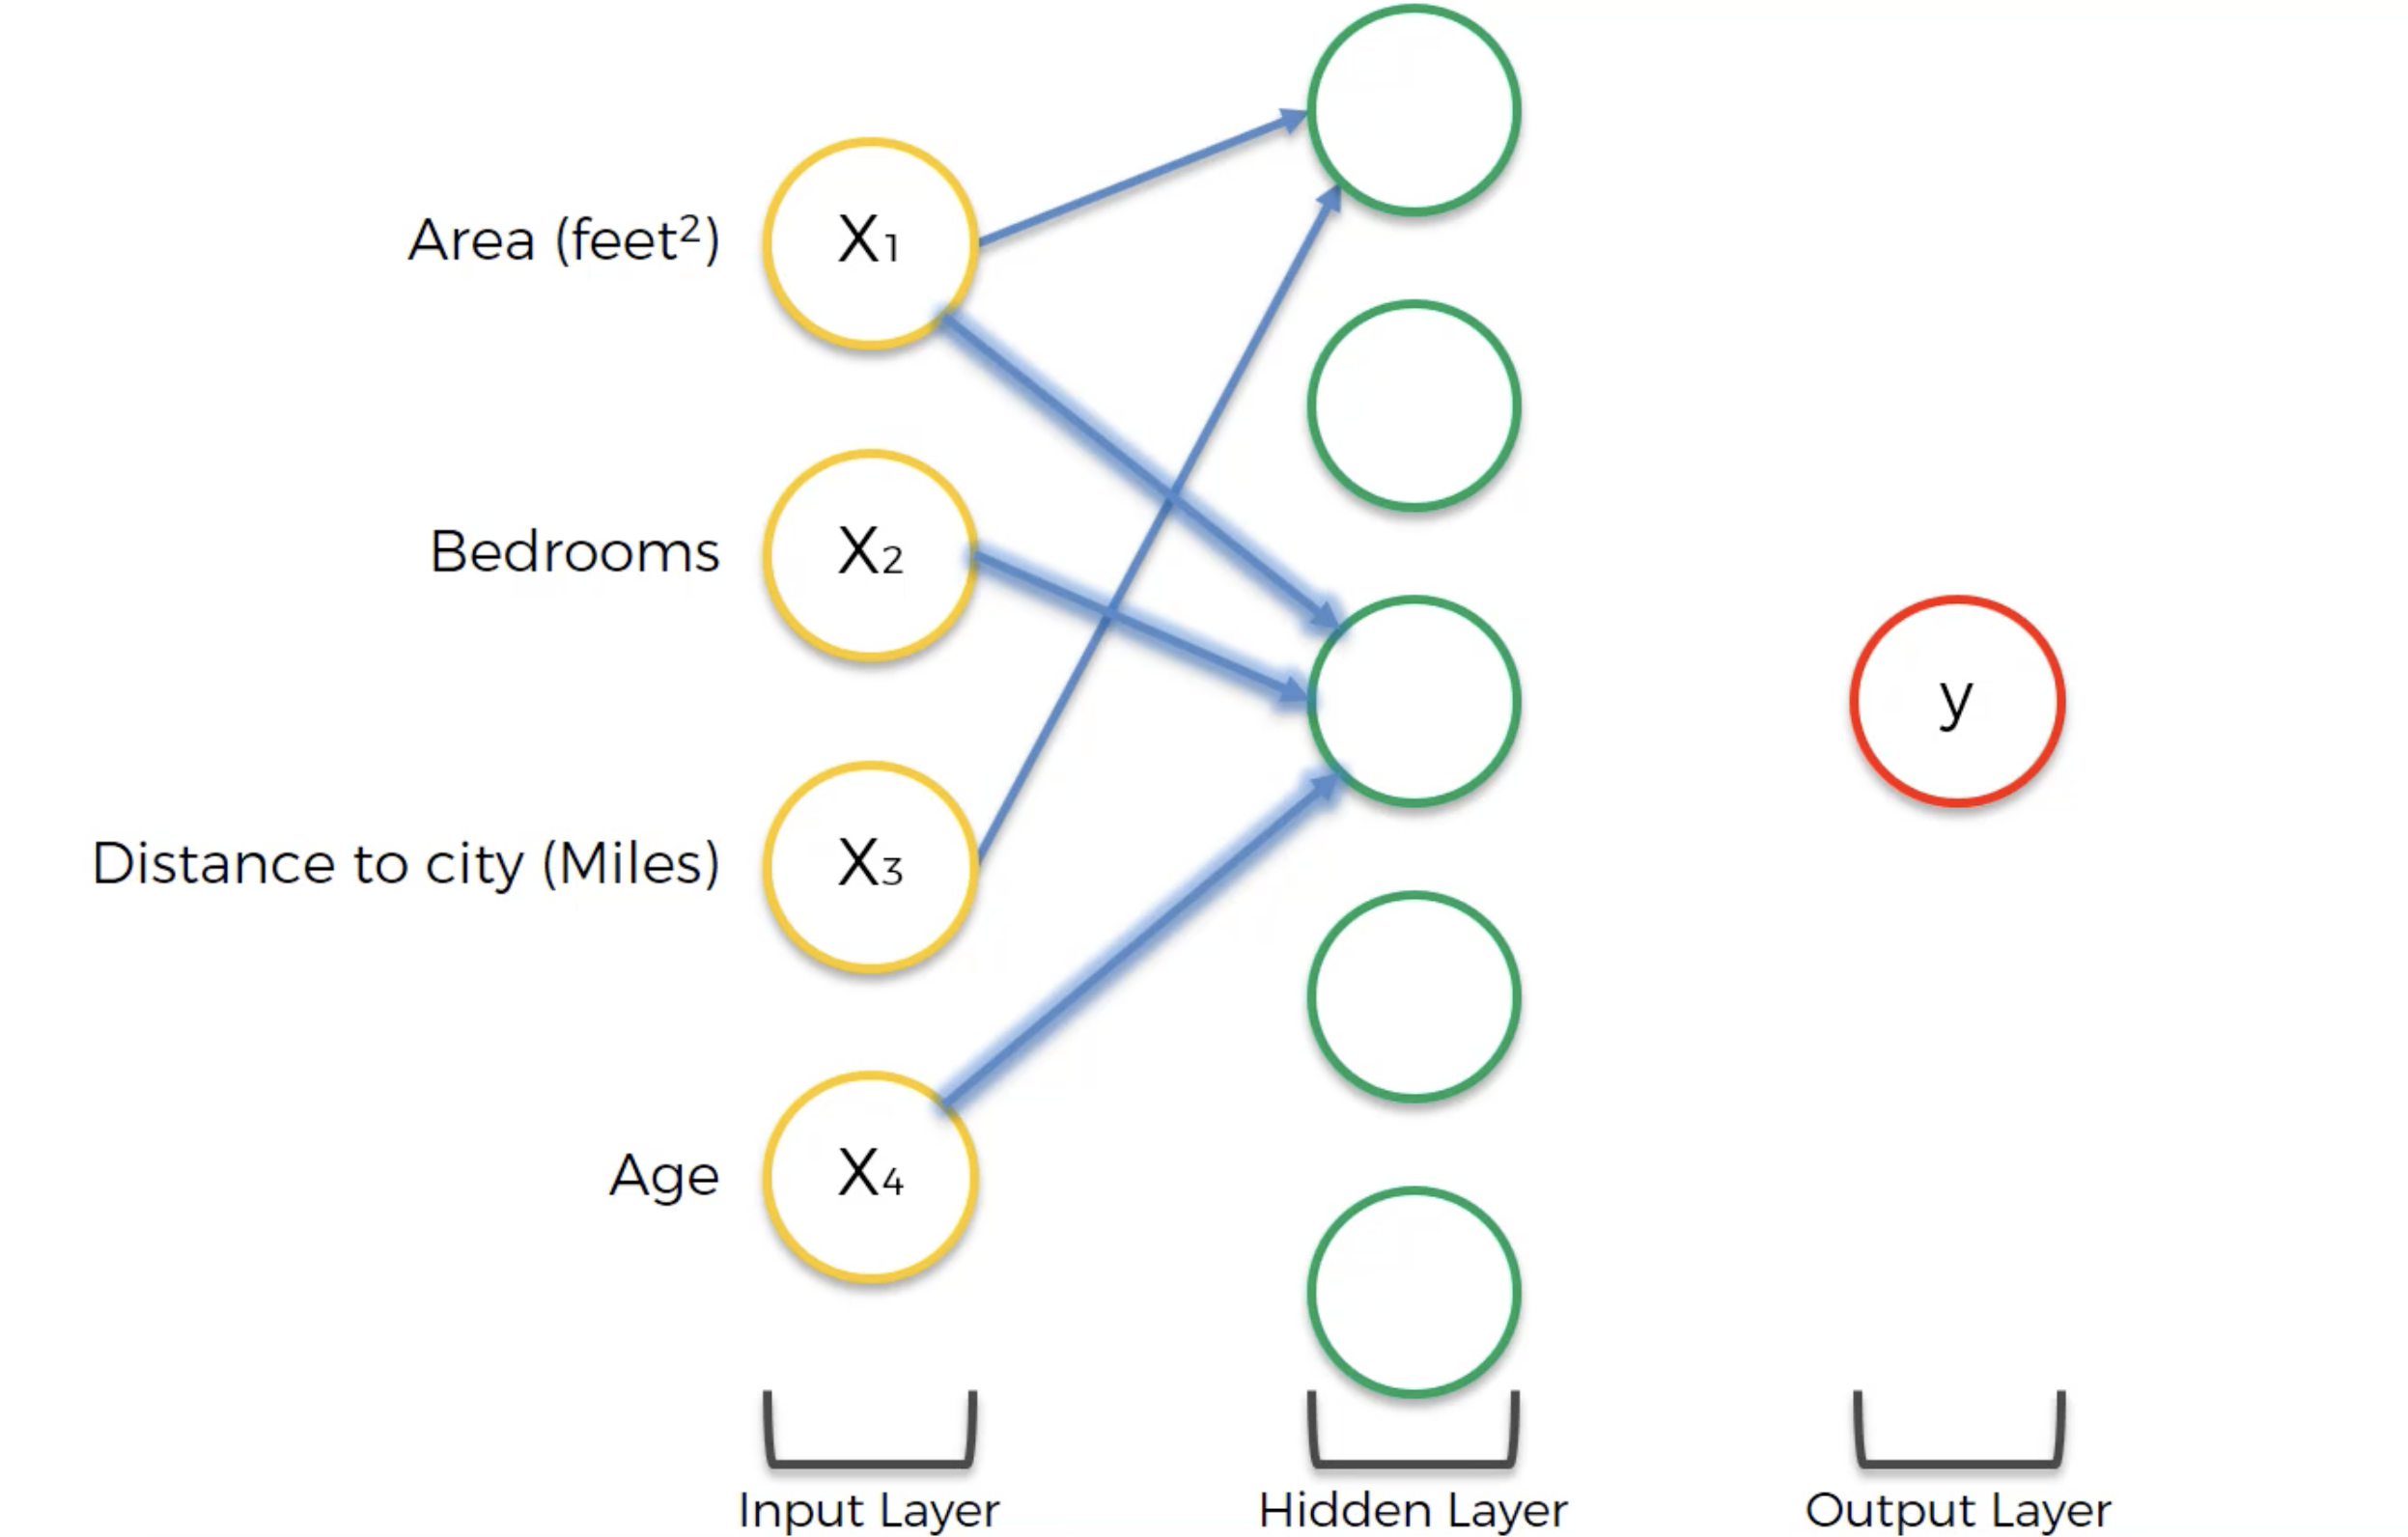 Area (feet²)
X₁
Bedrooms
X₂
Distance to city (Miles)
X₃
Age
X₄
y
Input Layer
Hidden Layer
Output Layer